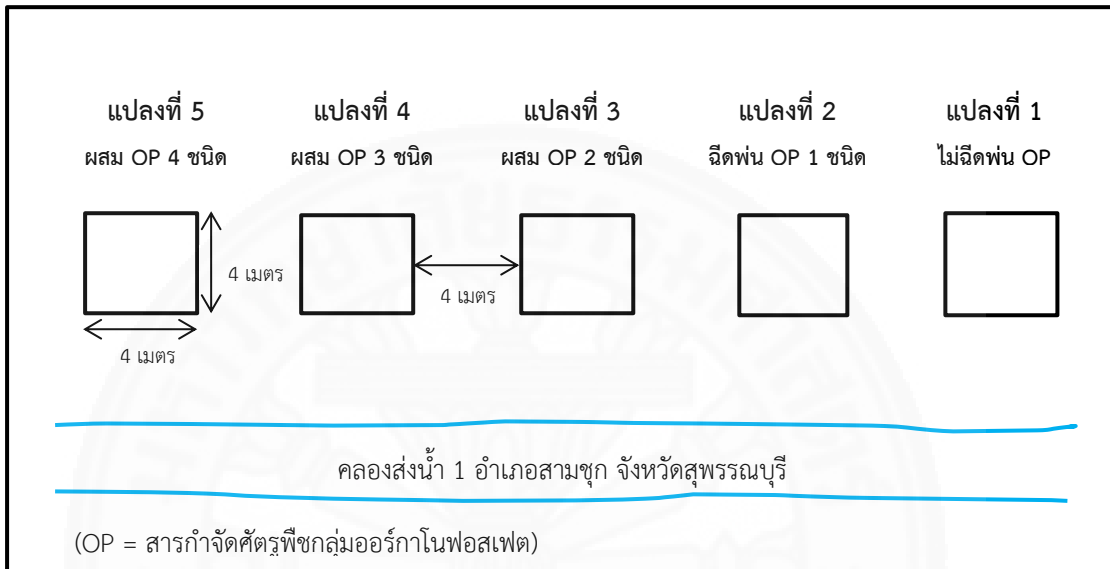 แปลงที่ 5 แปลงที่ 4 แปลงที่ 3 แปลงที่ 2 แปลงที่ 1
ผสม OP 4 ชนิด ผสม OP 3 ชนิด ผสม OP 2 ชนิด ฉีดพ่น OP 1 ชนิด ไม่ฉีดพ่น OP
4 เมตร
4 เมตร
4 เมตร
คลองส่งน้ำ 1 อำเภอสามชุก จังหวัดสุพรรณบุรี
(OP = สารกำจัดศัตรูพืชกลุ่มออร์กาโนฟอสเฟต)